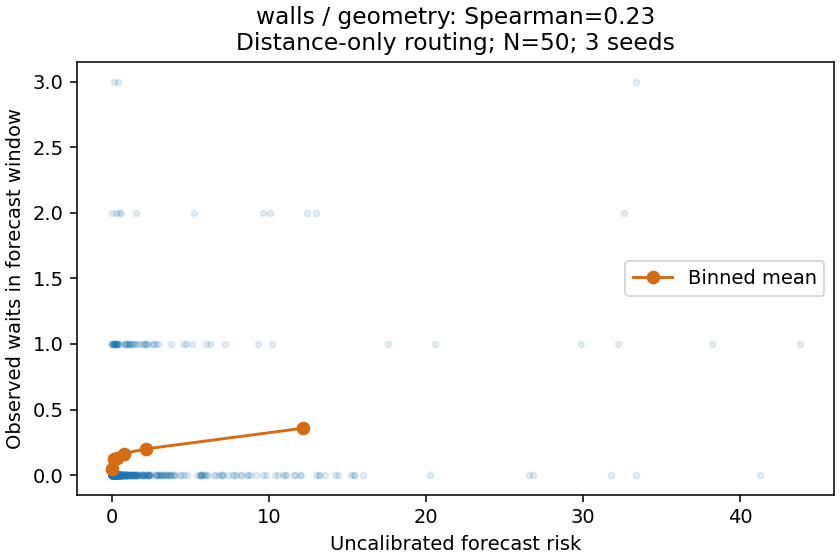 walls / geometry: Spearman=0.23
Distance-only routing; N=50; 3 seeds
Observed waits in forecast window
3.0
2.5
2.0
1.5
1.0
0.5
0.0
Binned mean
0
10
20
30
40
Uncalibrated forecast risk